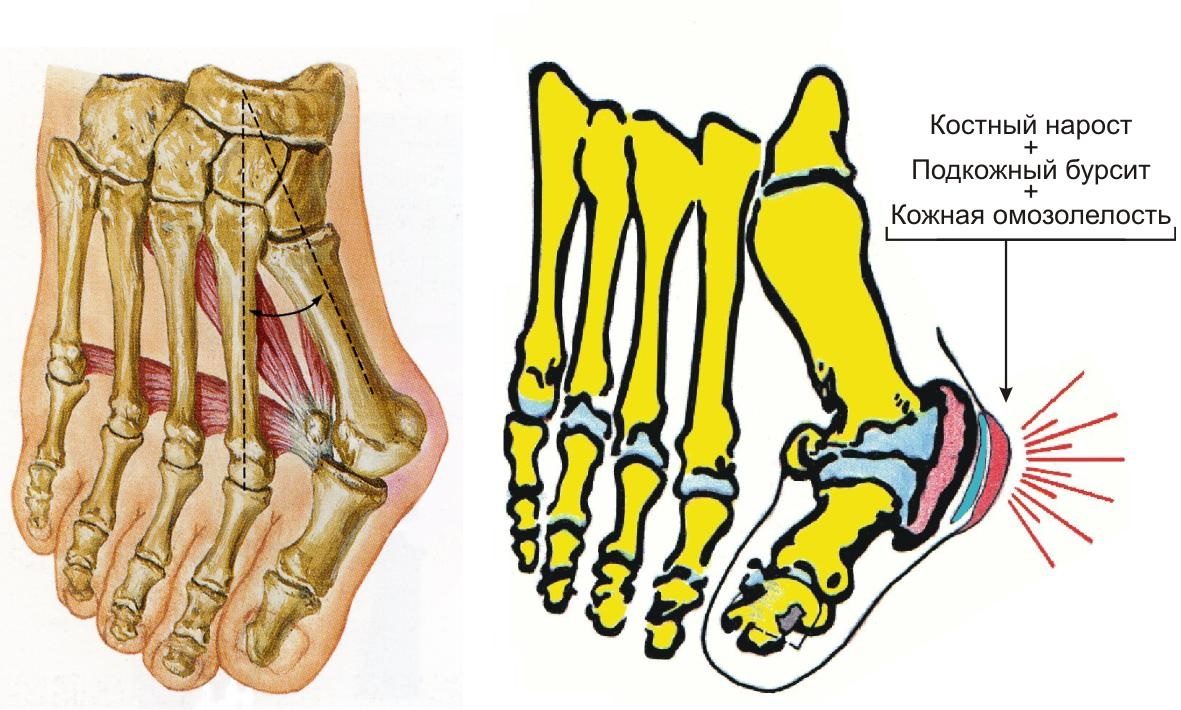 Костный нарост
+
Подкожный бурсит
+
Кожная омозолелость